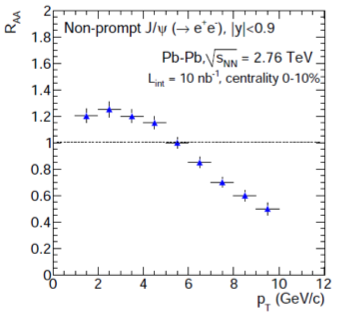 R_AA
2
1.8
1.6
1.4
1.2
1
0.8
0.6
0.4
0.2
0
Non-prompt J/ψ (→ e⁺e⁻), |y|<0.9
Pb-Pb,√s_NN = 2.76 TeV
L_int = 10 nb⁻¹, centrality 0-10%
0 2 4 6 8 10 12
p_T (GeV/c)